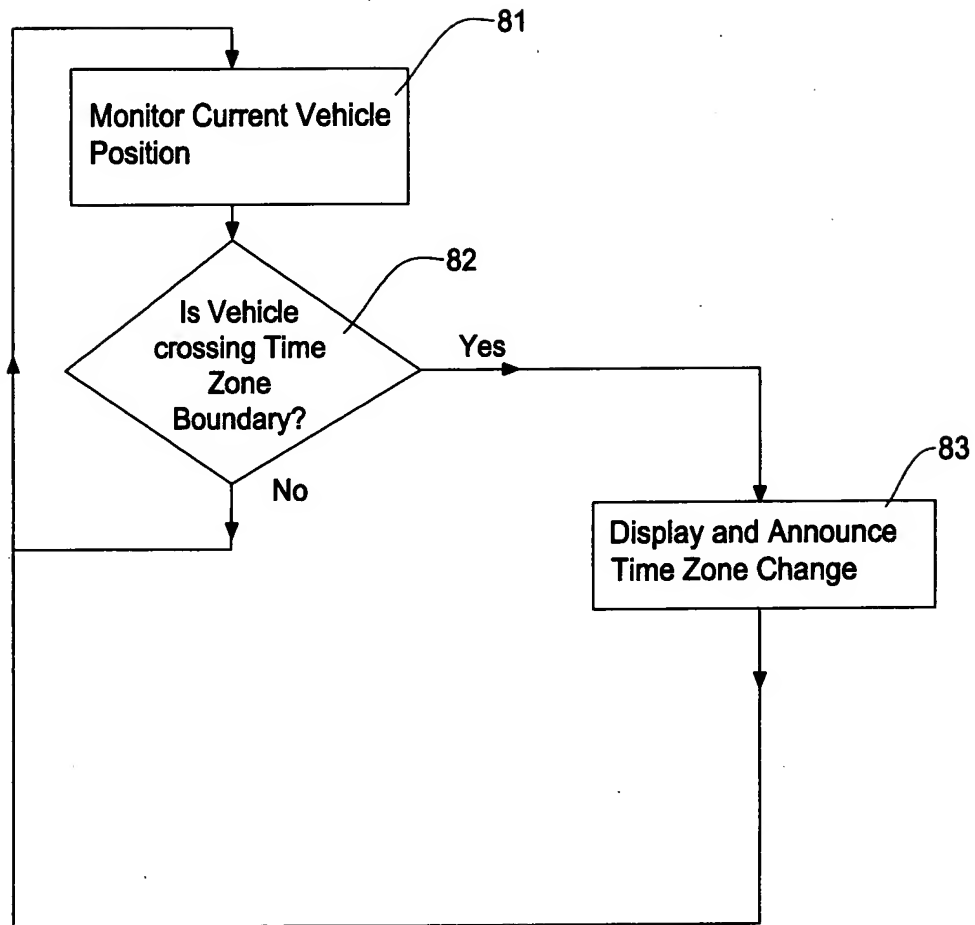 81
Monitor Current Vehicle
Position
82
Is Vehicle
crossing Time
Zone
Boundary?
Yes
No
83
Display and Announce
Time Zone Change